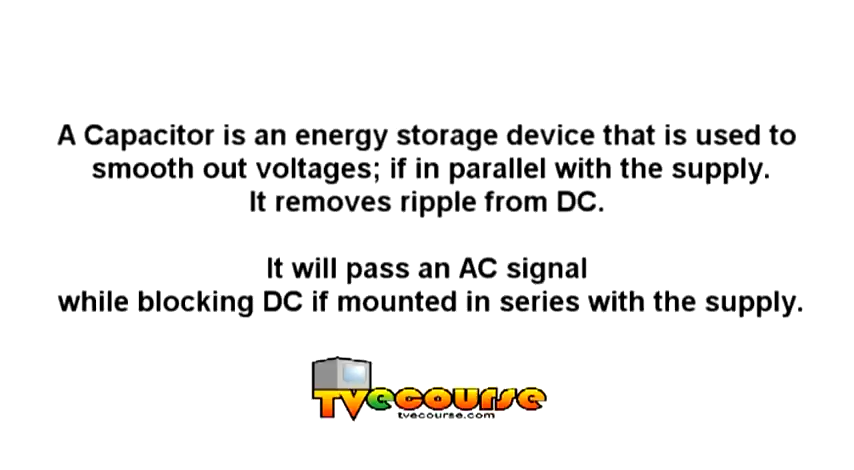 A Capacitor is an energy storage device that is used to
smooth out voltages; if in parallel with the supply.
It removes ripple from DC.
It will pass an AC signal
while blocking DC if mounted in series with the supply.
TVecourse
tvecourse.com